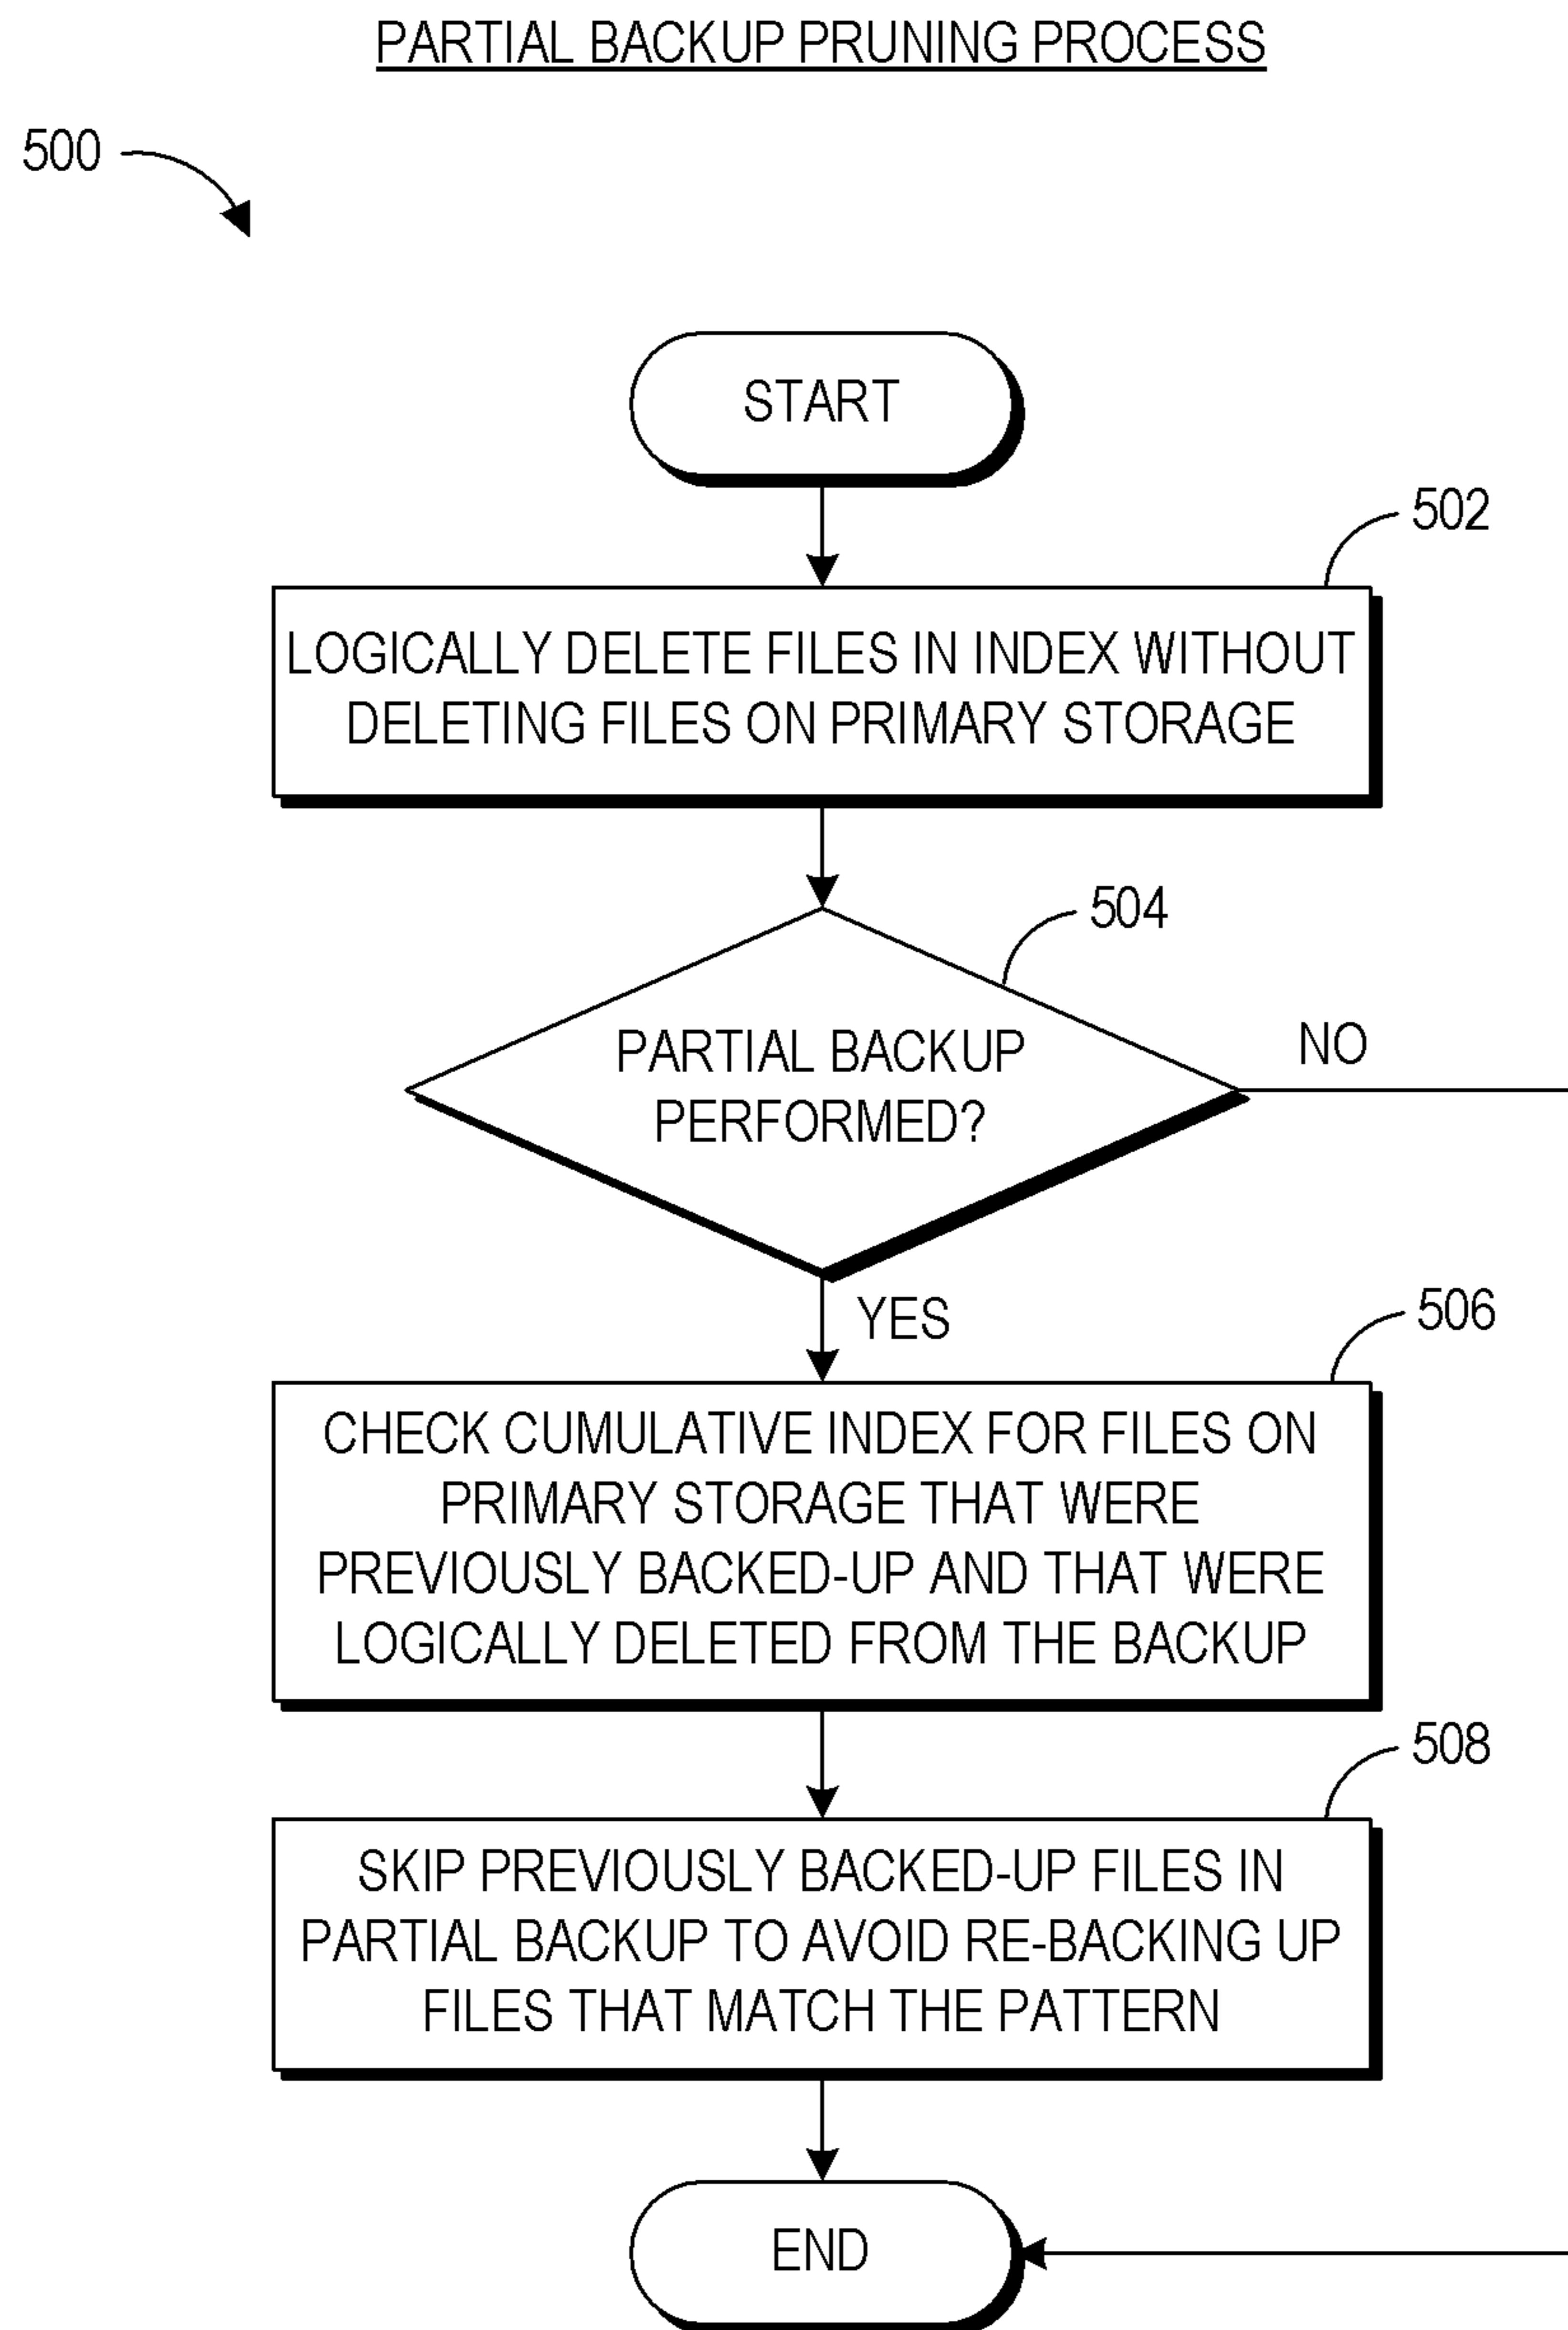 PARTIAL BACKUP PRUNING PROCESS
500
START
502
LOGICALLY DELETE FILES IN INDEX WITHOUT
DELETING FILES ON PRIMARY STORAGE
504
PARTIAL BACKUP
PERFORMED?
NO
YES
506
CHECK CUMULATIVE INDEX FOR FILES ON
PRIMARY STORAGE THAT WERE
PREVIOUSLY BACKED-UP AND THAT WERE
LOGICALLY DELETED FROM THE BACKUP
508
SKIP PREVIOUSLY BACKED-UP FILES IN
PARTIAL BACKUP TO AVOID RE-BACKING UP
FILES THAT MATCH THE PATTERN
END